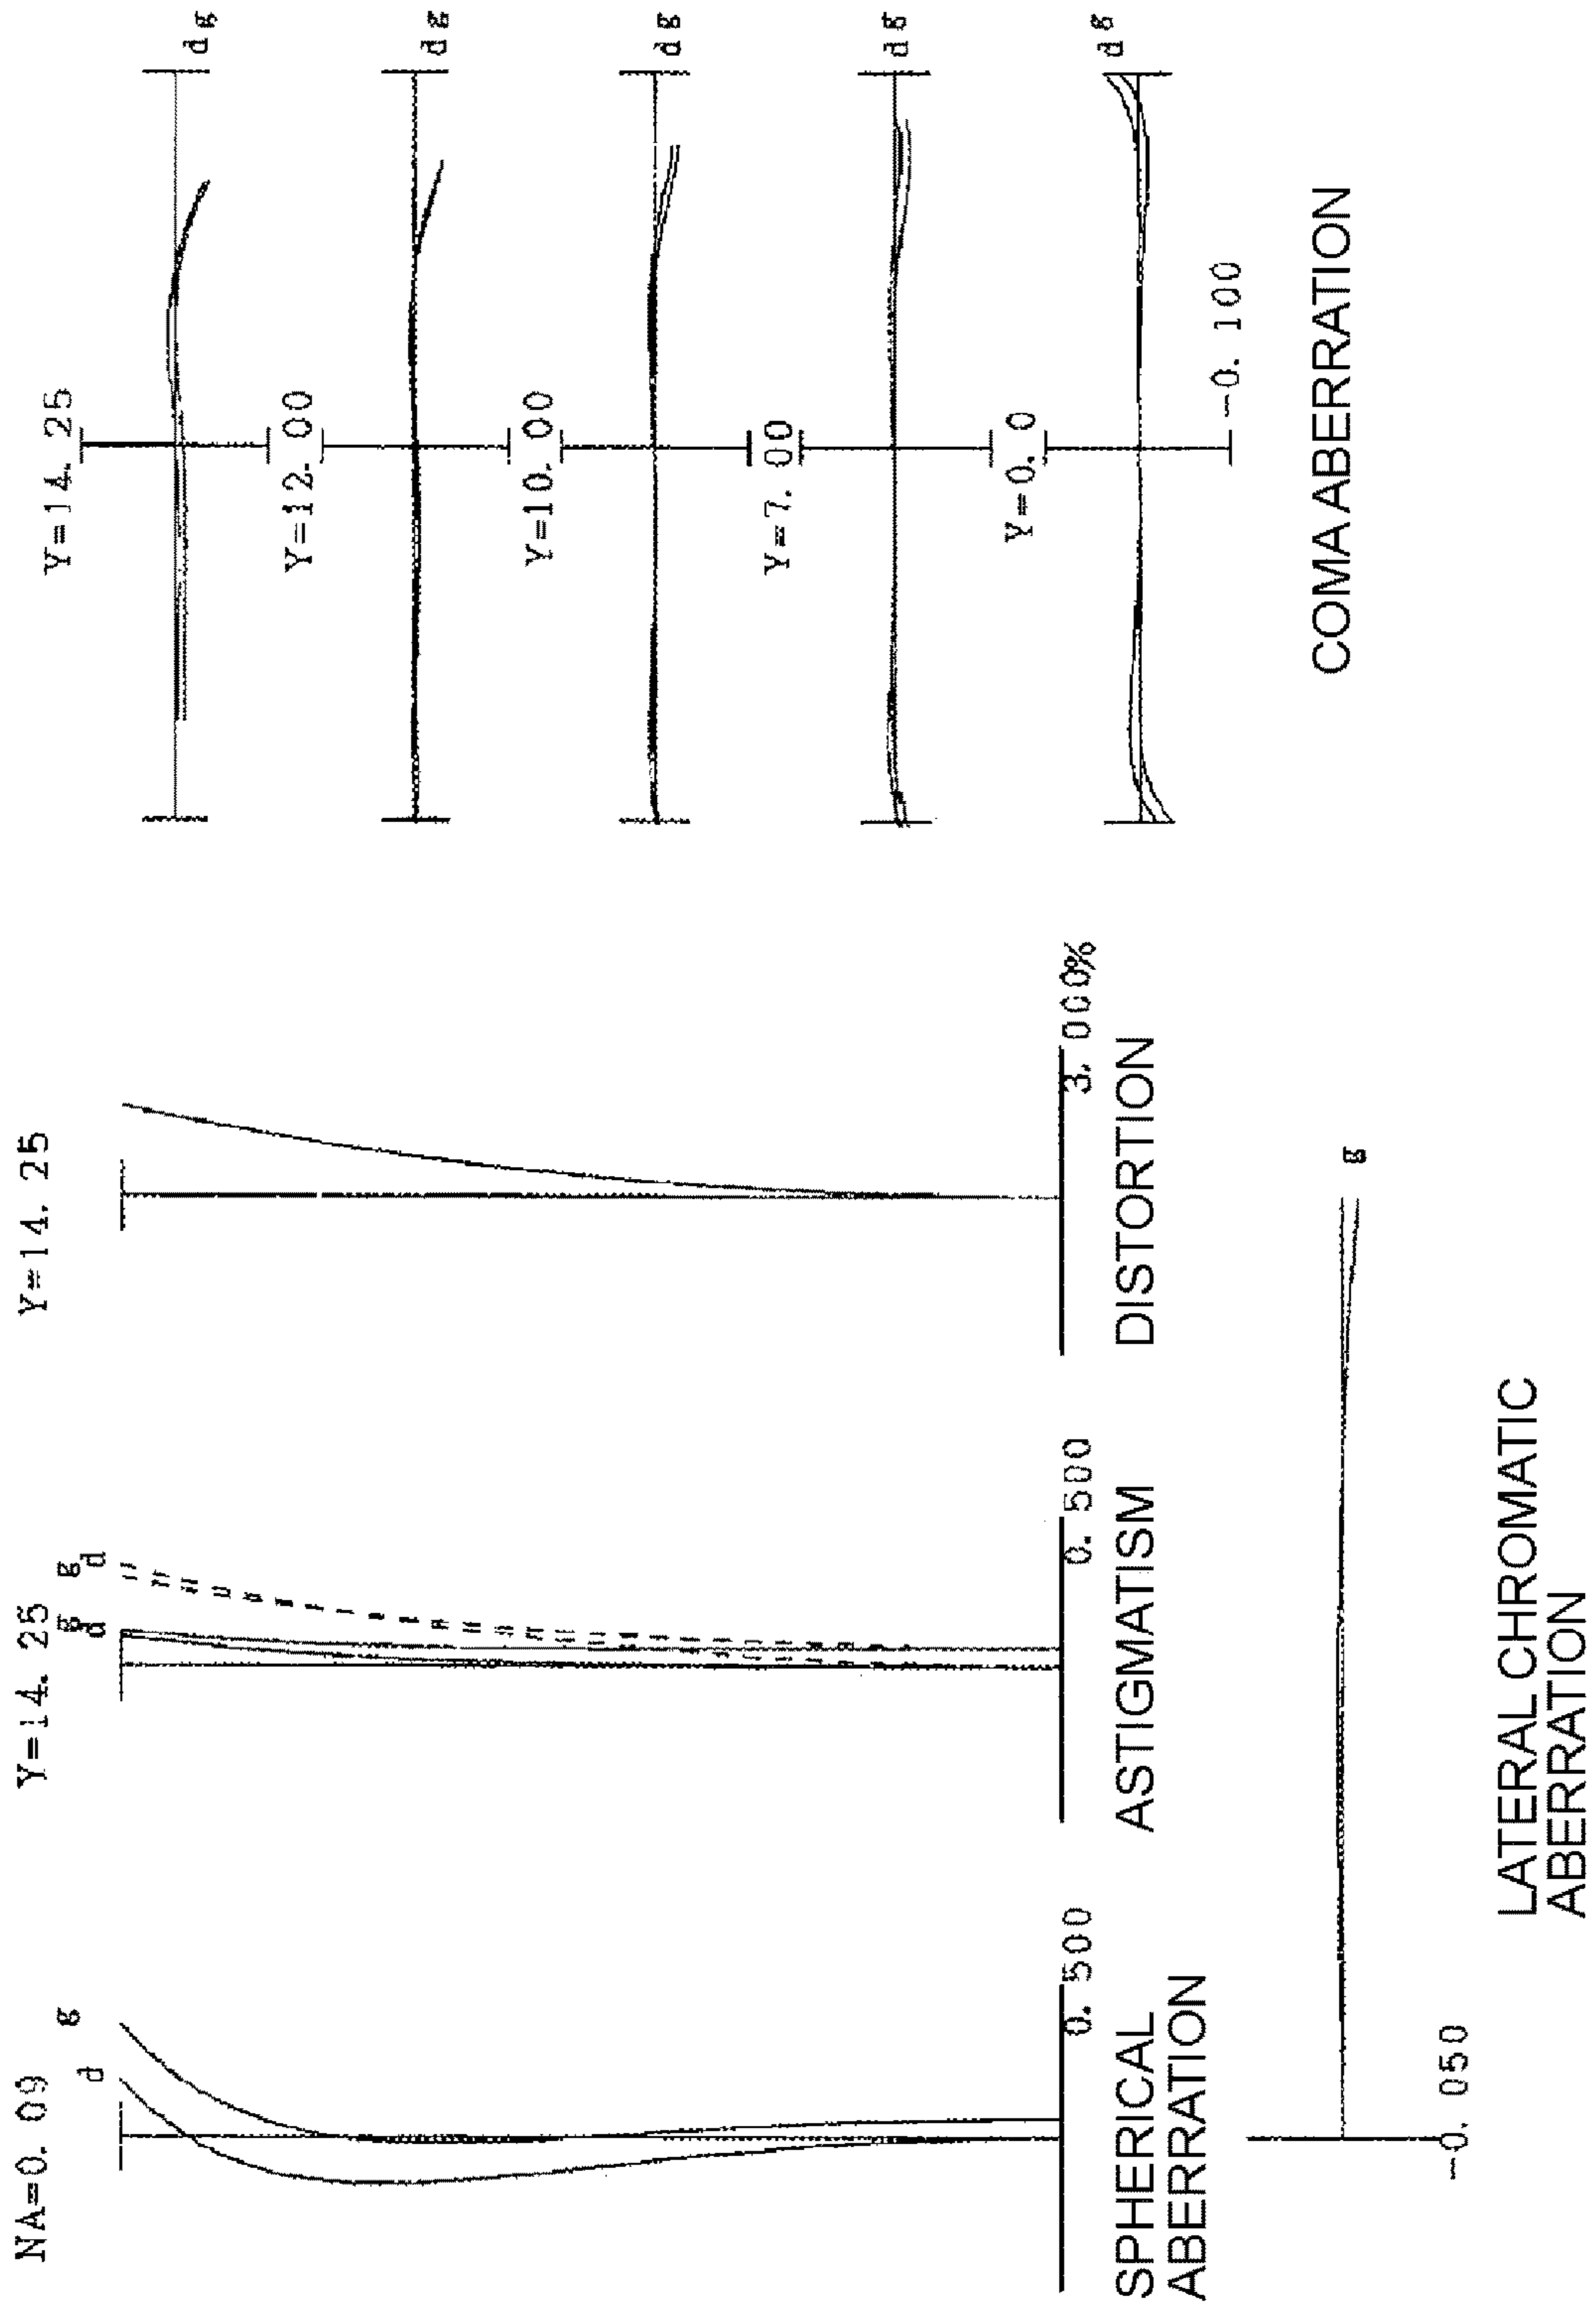 NA=0. 09
d
g
0. 500
SPHERICAL
ABERRATION
Y=14. 25
g
d
g
d
0. 500
ASTIGMATISM
Y=14. 25
3. 000%
DISTORTION
Y=14. 25
d g
Y=12. 00
d g
Y=10. 00
d g
Y=7. 00
d g
Y=0. 0
d g
-0. 100
COMA ABERRATION
g
-0. 050
LATERAL CHROMATIC
ABERRATION